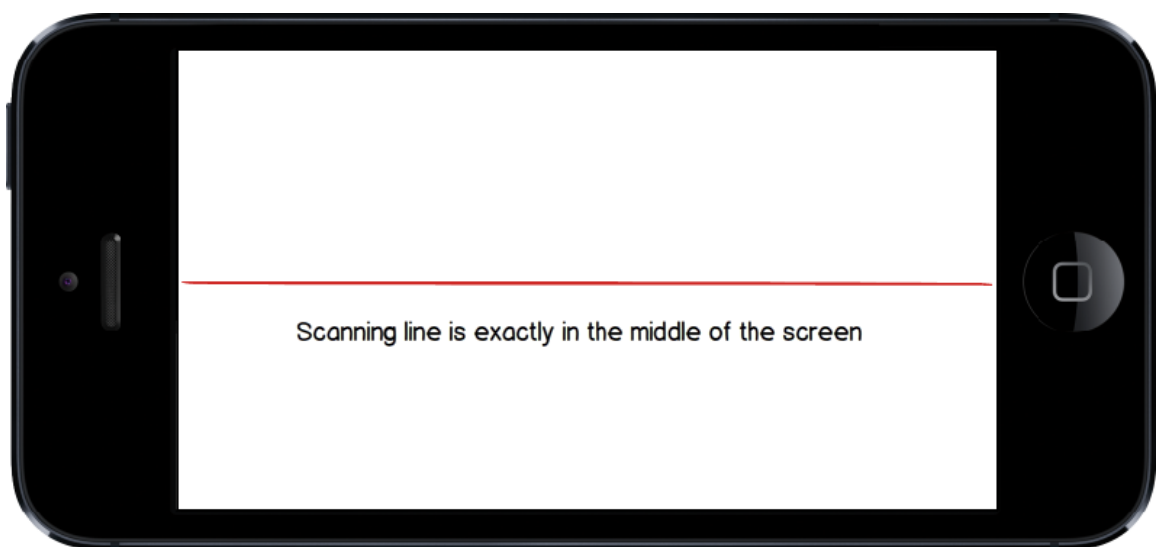 Scanning line is exactly in the middle of the screen